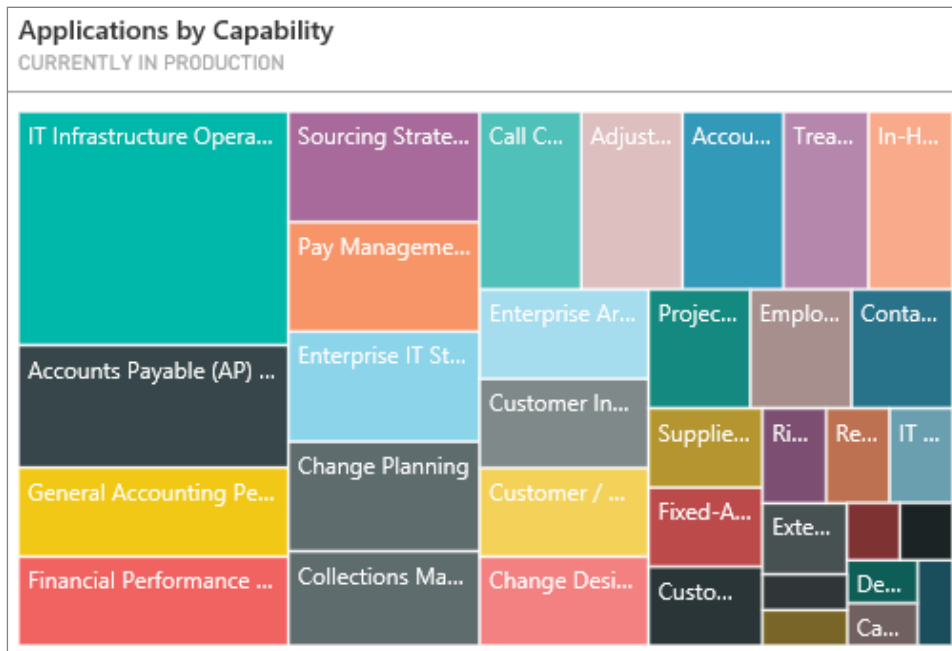 Applications by Capability
CURRENTLY IN PRODUCTION
IT Infrastructure Opera...
Accounts Payable (AP) ...
General Accounting Pe...
Financial Performance ...
Sourcing Strate...
Pay Manageme...
Enterprise IT St...
Change Planning
Collections Ma...
Call C...
Adjust...
Accou...
Trea...
In-H...
Enterprise Ar...
Customer In...
Customer / ...
Change Desi...
Projec...
Emplo...
Conta...
Supplie...
Fixed-A...
Custo...
Ri...
Re...
IT ...
Exte...
De...
Ca...